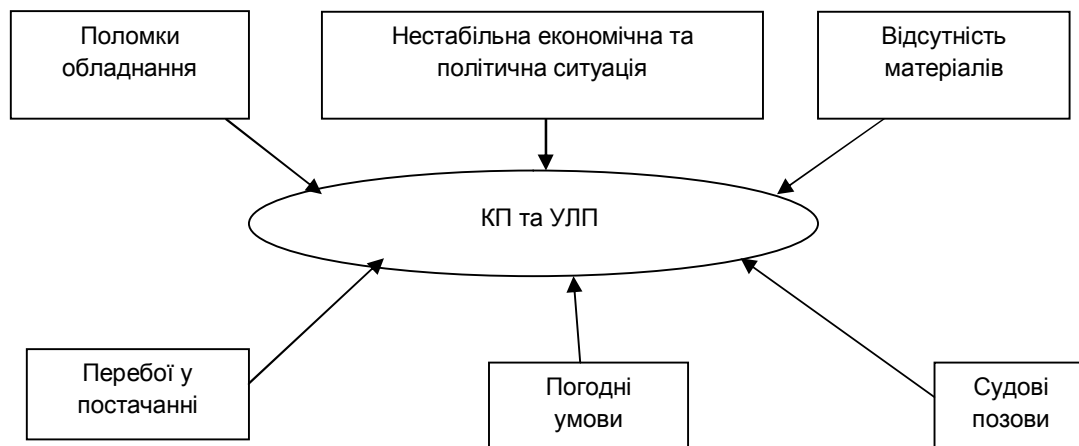 Поломки
обладнання
Нестабільна економічна та
політична ситуація
Відсутність
матеріалів
КП та УЛП
Перебої у
постачанні
Погодні
умови
Судові
позови